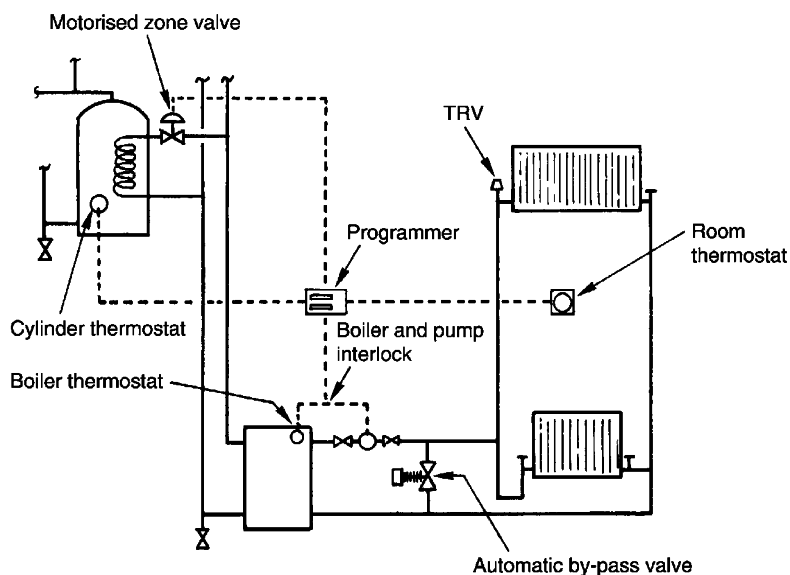 Motorised zone valve
TRV
Programmer
Room
thermostat
Cylinder thermostat
Boiler and pump
interlock
Boiler thermostat
Automatic by-pass valve